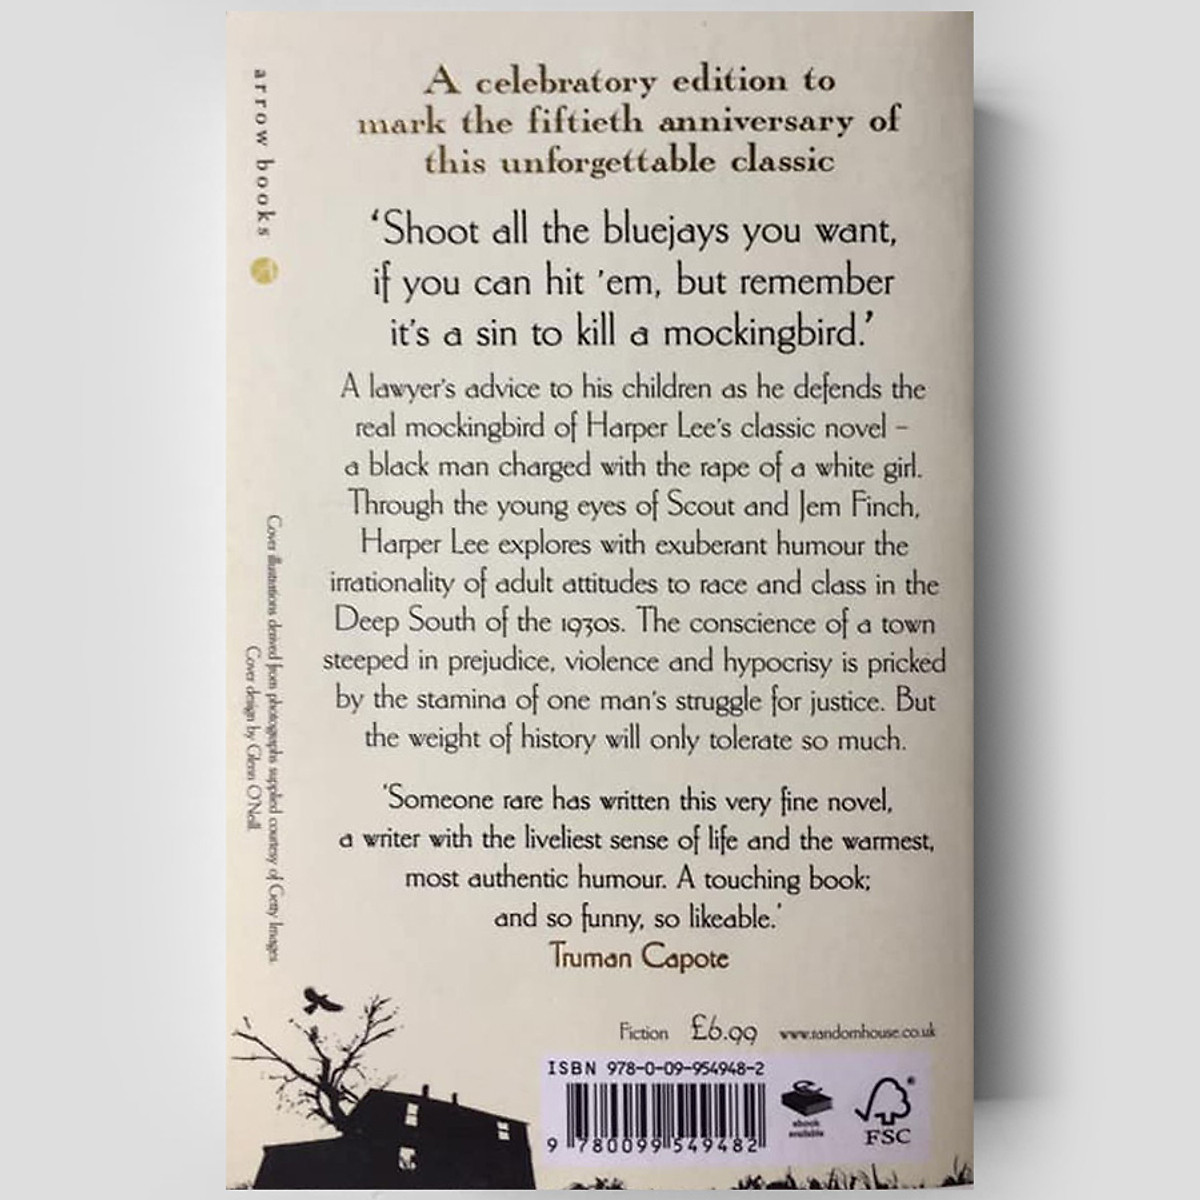 arrow books
A celebratory edition to
mark the fiftieth anniversary of
this unforgettable classic
‘Shoot all the bluejays you want,
if you can hit ’em, but remember
it’s a sin to kill a mockingbird.’
A lawyer’s advice to his children as he defends the
real mockingbird of Harper Lee’s classic novel –
a black man charged with the rape of a white girl.
Through the young eyes of Scout and Jem Finch,
Harper Lee explores with exuberant humour the
irrationality of adult attitudes to race and class in the
Deep South of the 1930s. The conscience of a town
steeped in prejudice, violence and hypocrisy is pricked
by the stamina of one man’s struggle for justice. But
the weight of history will only tolerate so much.
‘Someone rare has written this very fine novel,
a writer with the liveliest sense of life and the warmest,
most authentic humour. A touching book;
and so funny, so likeable.’
Truman Capote
Cover illustrations derived from photographs supplied courtesy of Getty Images.
Cover design by Glenn O’Neill.
Fiction £6.99 www.randomhouse.co.uk
ISBN 978-0-09-954948-2
9 780099 549482
ebook
available
FSC
®